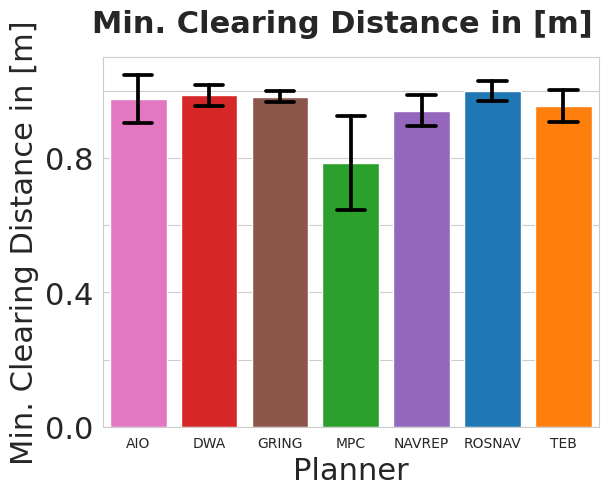 Min. Clearing Distance in [m]
Min. Clearing Distance in [m]
0.8
0.4
0.0
AIO DWA GRING MPC NAVREP ROSNAV TEB
Planner